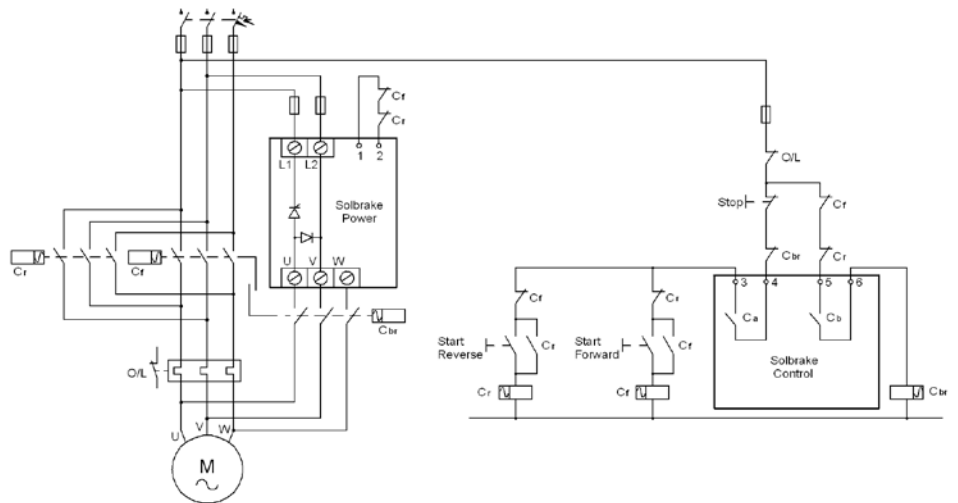 Cf
Cr
L1 L2 1 2
Solbrake
Power
U V W
Cr
Cf
Cbr
O/L
U V W
M
O/L
Stop
Cf
Cbr
Cr
3 4 5 6
Cf
Cr
Ca
Cb
Start
Reverse
Cr
Start
Forward
Cf
Solbrake
Control
Cr
Cf
Cbr